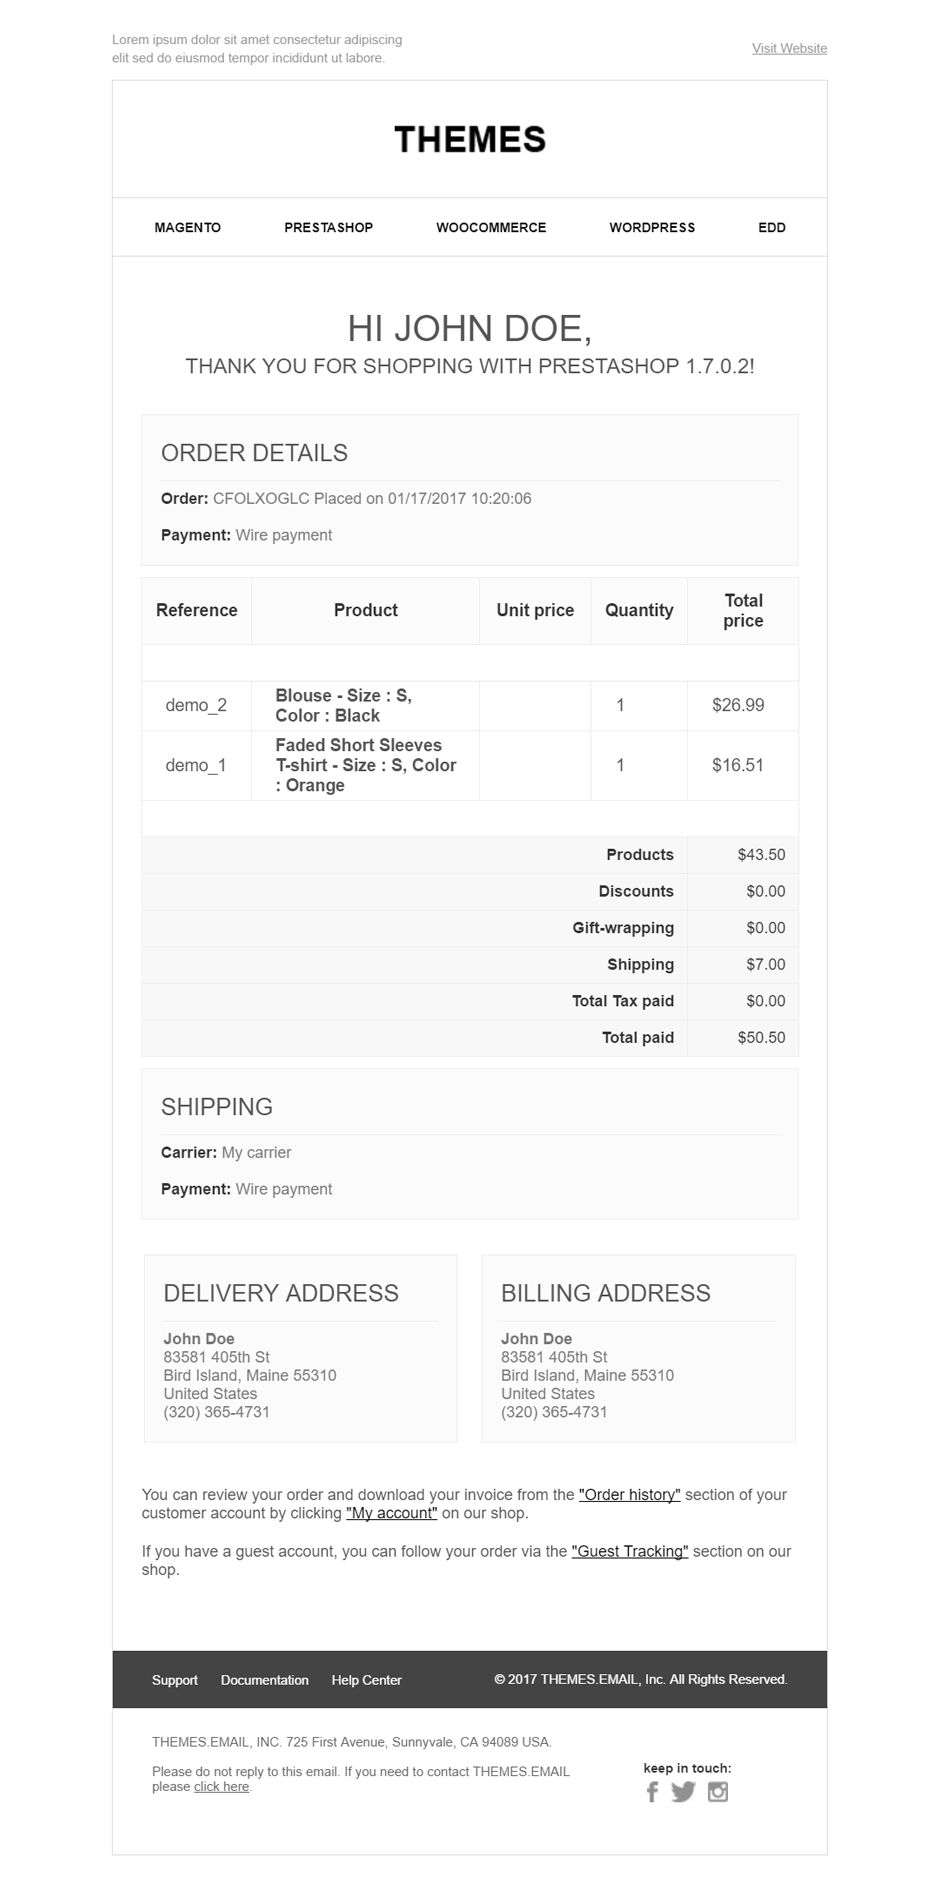 Lorem ipsum dolor sit amet consectetur adipiscing
elit sed do eiusmod tempor incididunt ut labore.
Visit Website
THEMES
MAGENTO PRESTASHOP WOOCOMMERCE WORDPRESS EDD
HI JOHN DOE,
THANK YOU FOR SHOPPING WITH PRESTASHOP 1.7.0.2!
ORDER DETAILS
Order: CFOLXOGLC Placed on 01/17/2017 10:20:06
Payment: Wire payment
Reference Product Unit price Quantity Total price
demo_2 Blouse - Size : S, Color : Black 1 $26.99
demo_1 Faded Short Sleeves T-shirt - Size : S, Color : Orange 1 $16.51
Products $43.50
Discounts $0.00
Gift-wrapping $0.00
Shipping $7.00
Total Tax paid $0.00
Total paid $50.50
SHIPPING
Carrier: My carrier
Payment: Wire payment
DELIVERY ADDRESS
John Doe
83581 405th St
Bird Island, Maine 55310
United States
(320) 365-4731
BILLING ADDRESS
John Doe
83581 405th St
Bird Island, Maine 55310
United States
(320) 365-4731
You can review your order and download your invoice from the "Order history" section of your
customer account by clicking "My account" on our shop.
If you have a guest account, you can follow your order via the "Guest Tracking" section on our
shop.
Support Documentation Help Center © 2017 THEMES.EMAIL, Inc. All Rights Reserved.
THEMES.EMAIL, INC. 725 First Avenue, Sunnyvale, CA 94089 USA.
Please do not reply to this email. If you need to contact THEMES.EMAIL
please click here.
keep in touch: